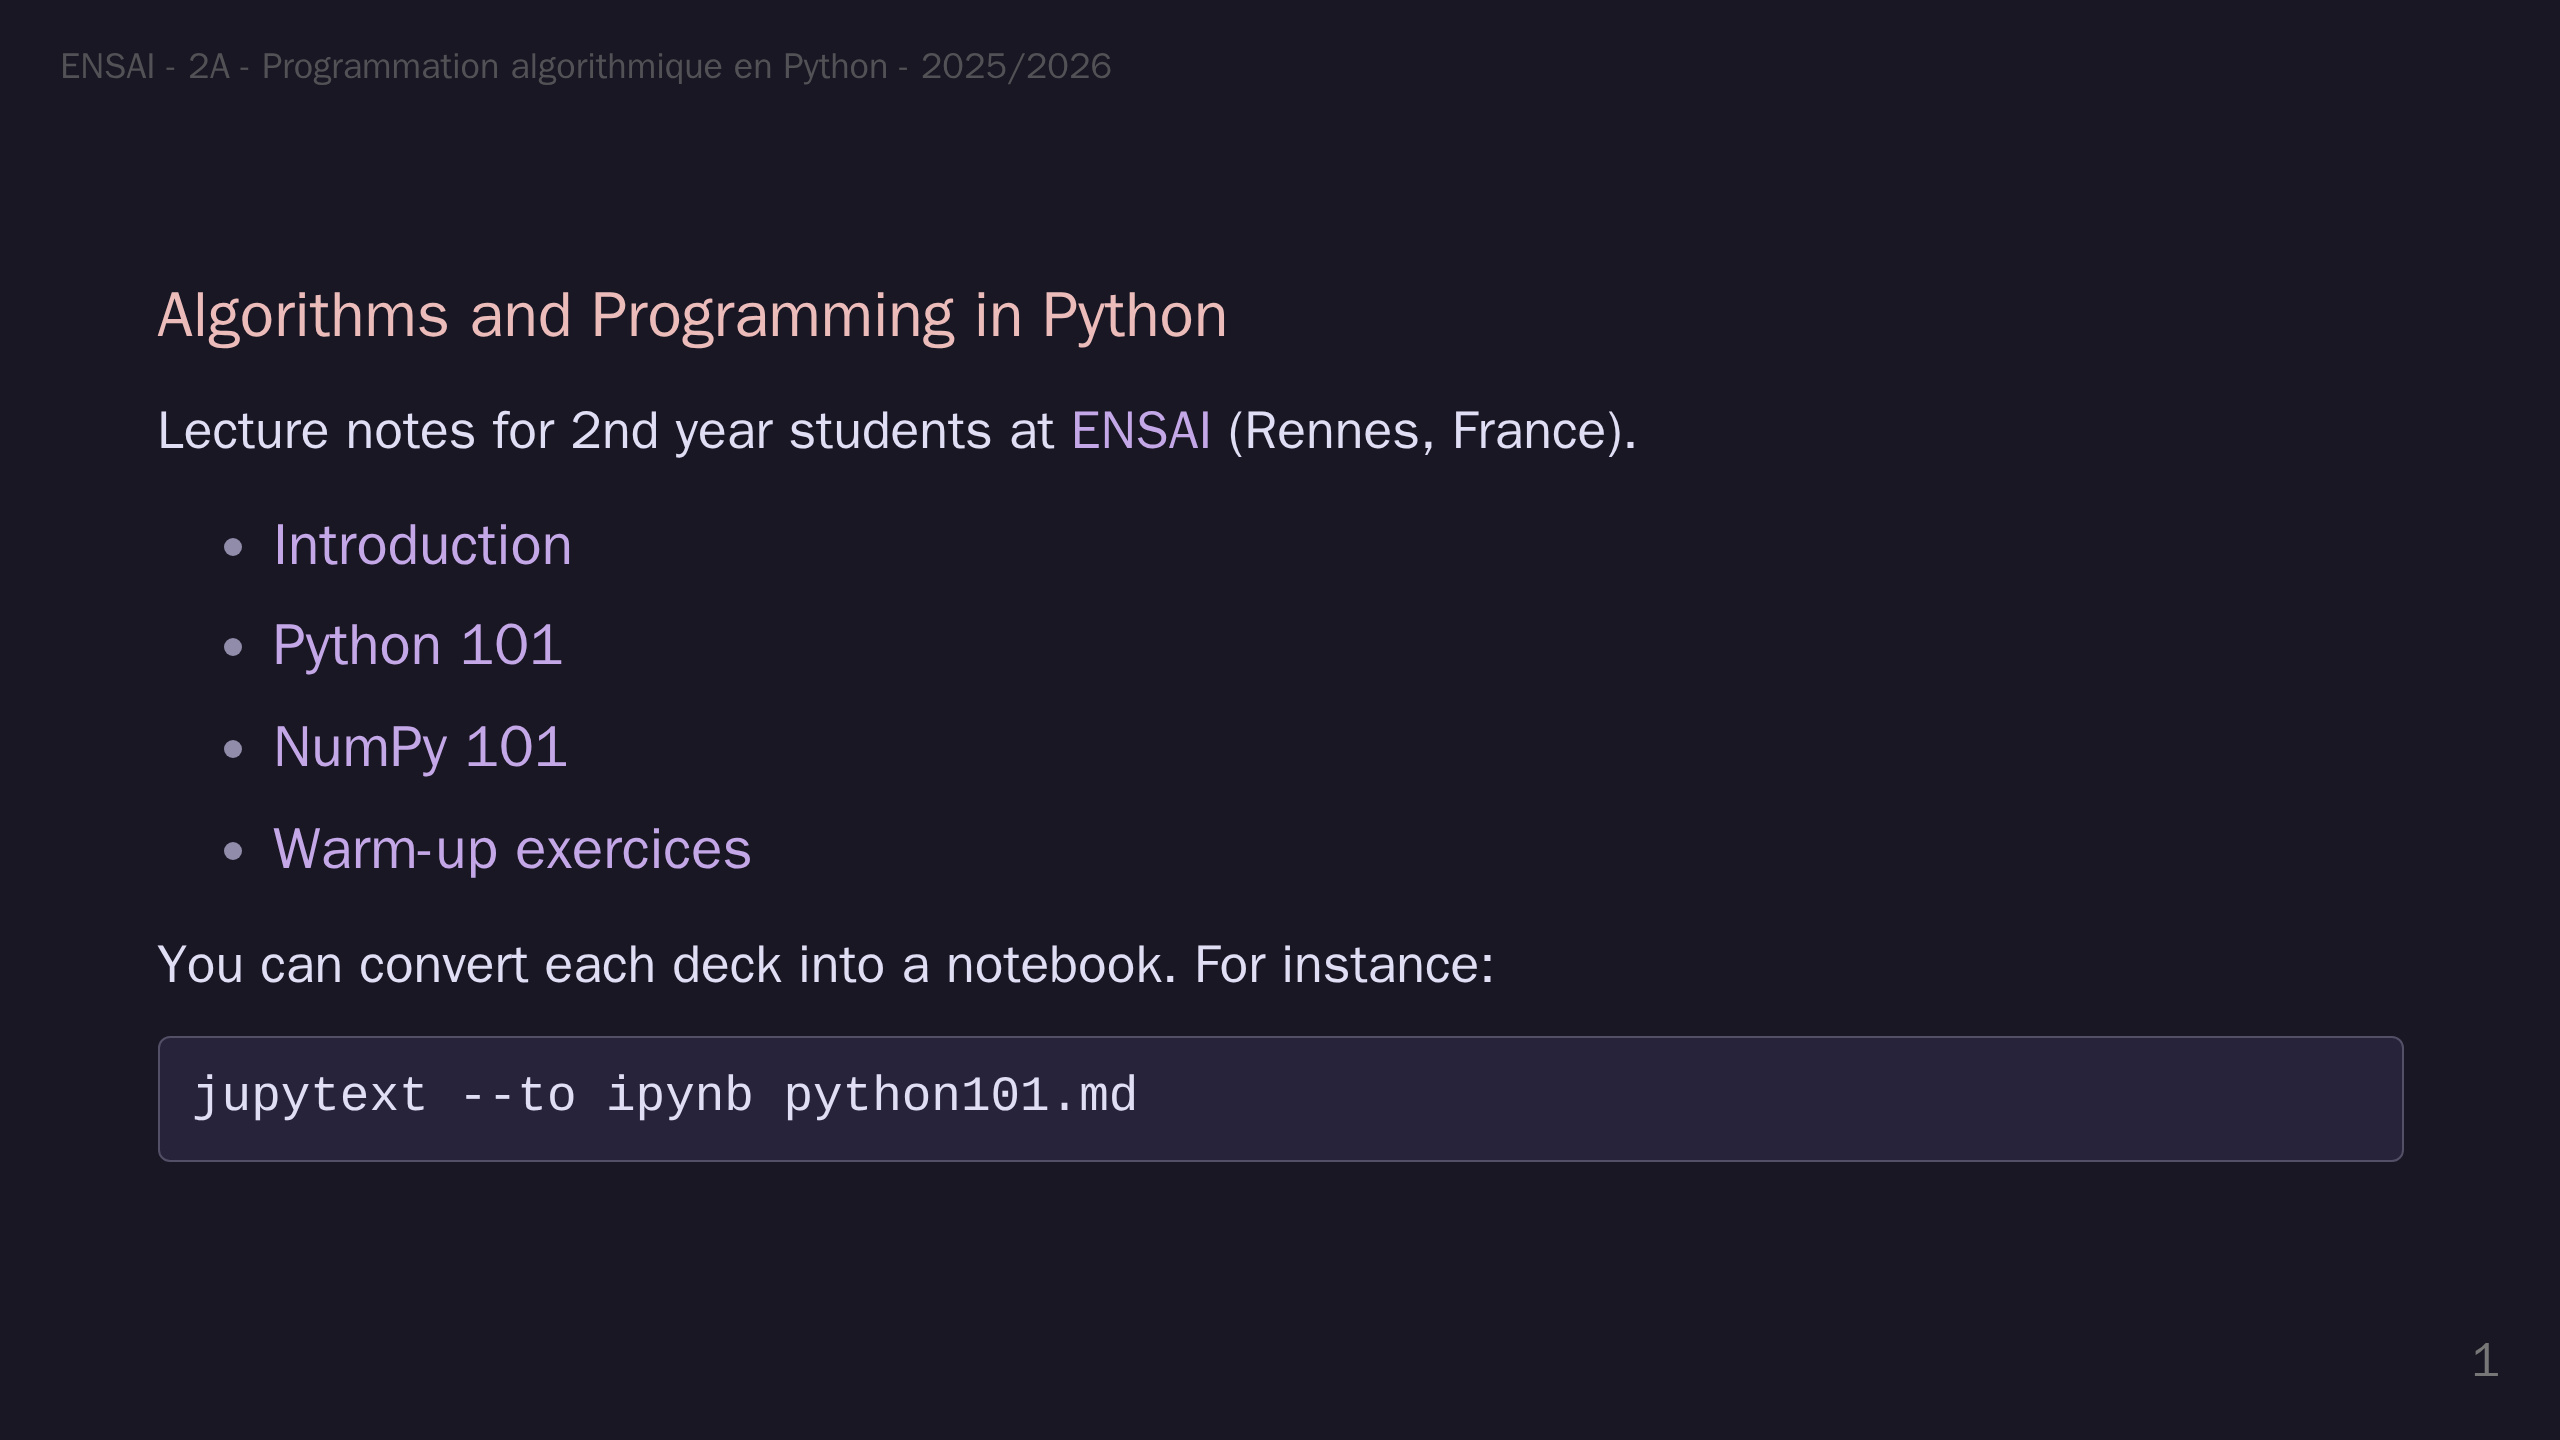 ENSAI - 2A - Programmation algorithmique en Python - 2025/2026
Algorithms and Programming in Python
Lecture notes for 2nd year students at ENSAI (Rennes, France).
• Introduction
• Python 101
• NumPy 101
• Warm-up exercices
You can convert each deck into a notebook. For instance:
jupytext --to ipynb python101.md
1